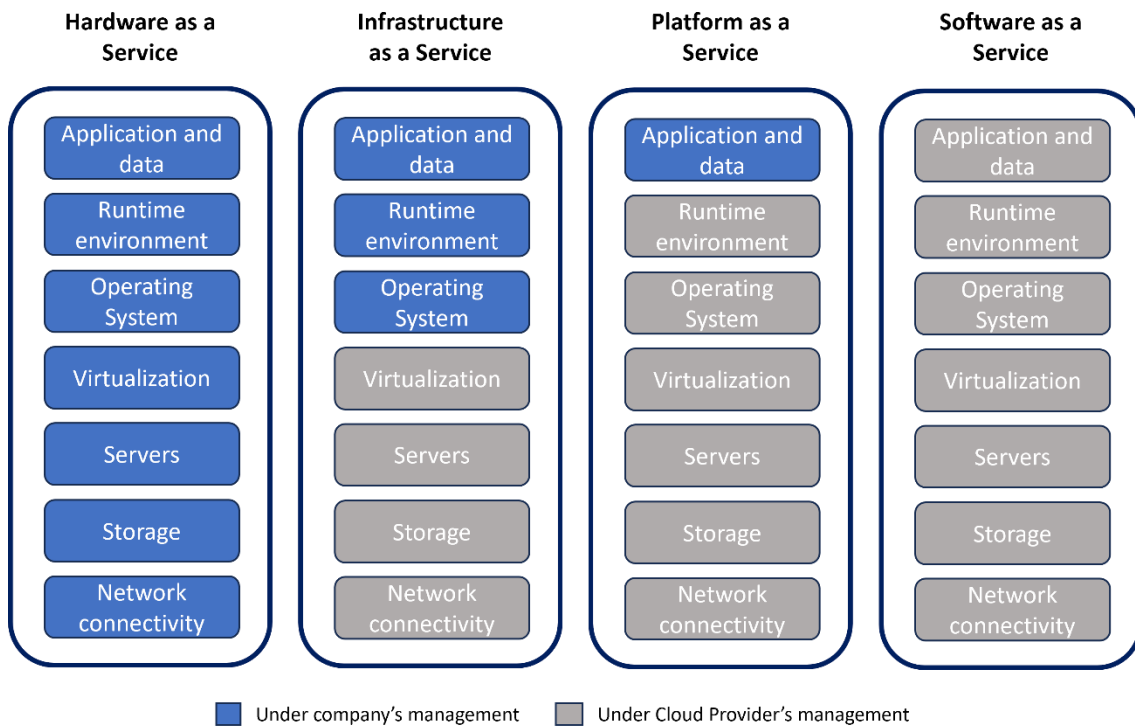 Hardware as a
Service
Infrastructure
as a Service
Platform as a
Service
Software as a
Service
Application and
data
Runtime
environment
Operating
System
Virtualization
Servers
Storage
Network
connectivity
Application and
data
Runtime
environment
Operating
System
Virtualization
Servers
Storage
Network
connectivity
Application and
data
Runtime
environment
Operating
System
Virtualization
Servers
Storage
Network
connectivity
Application and
data
Runtime
environment
Operating
System
Virtualization
Servers
Storage
Network
connectivity
Under company's management
Under Cloud Provider's management